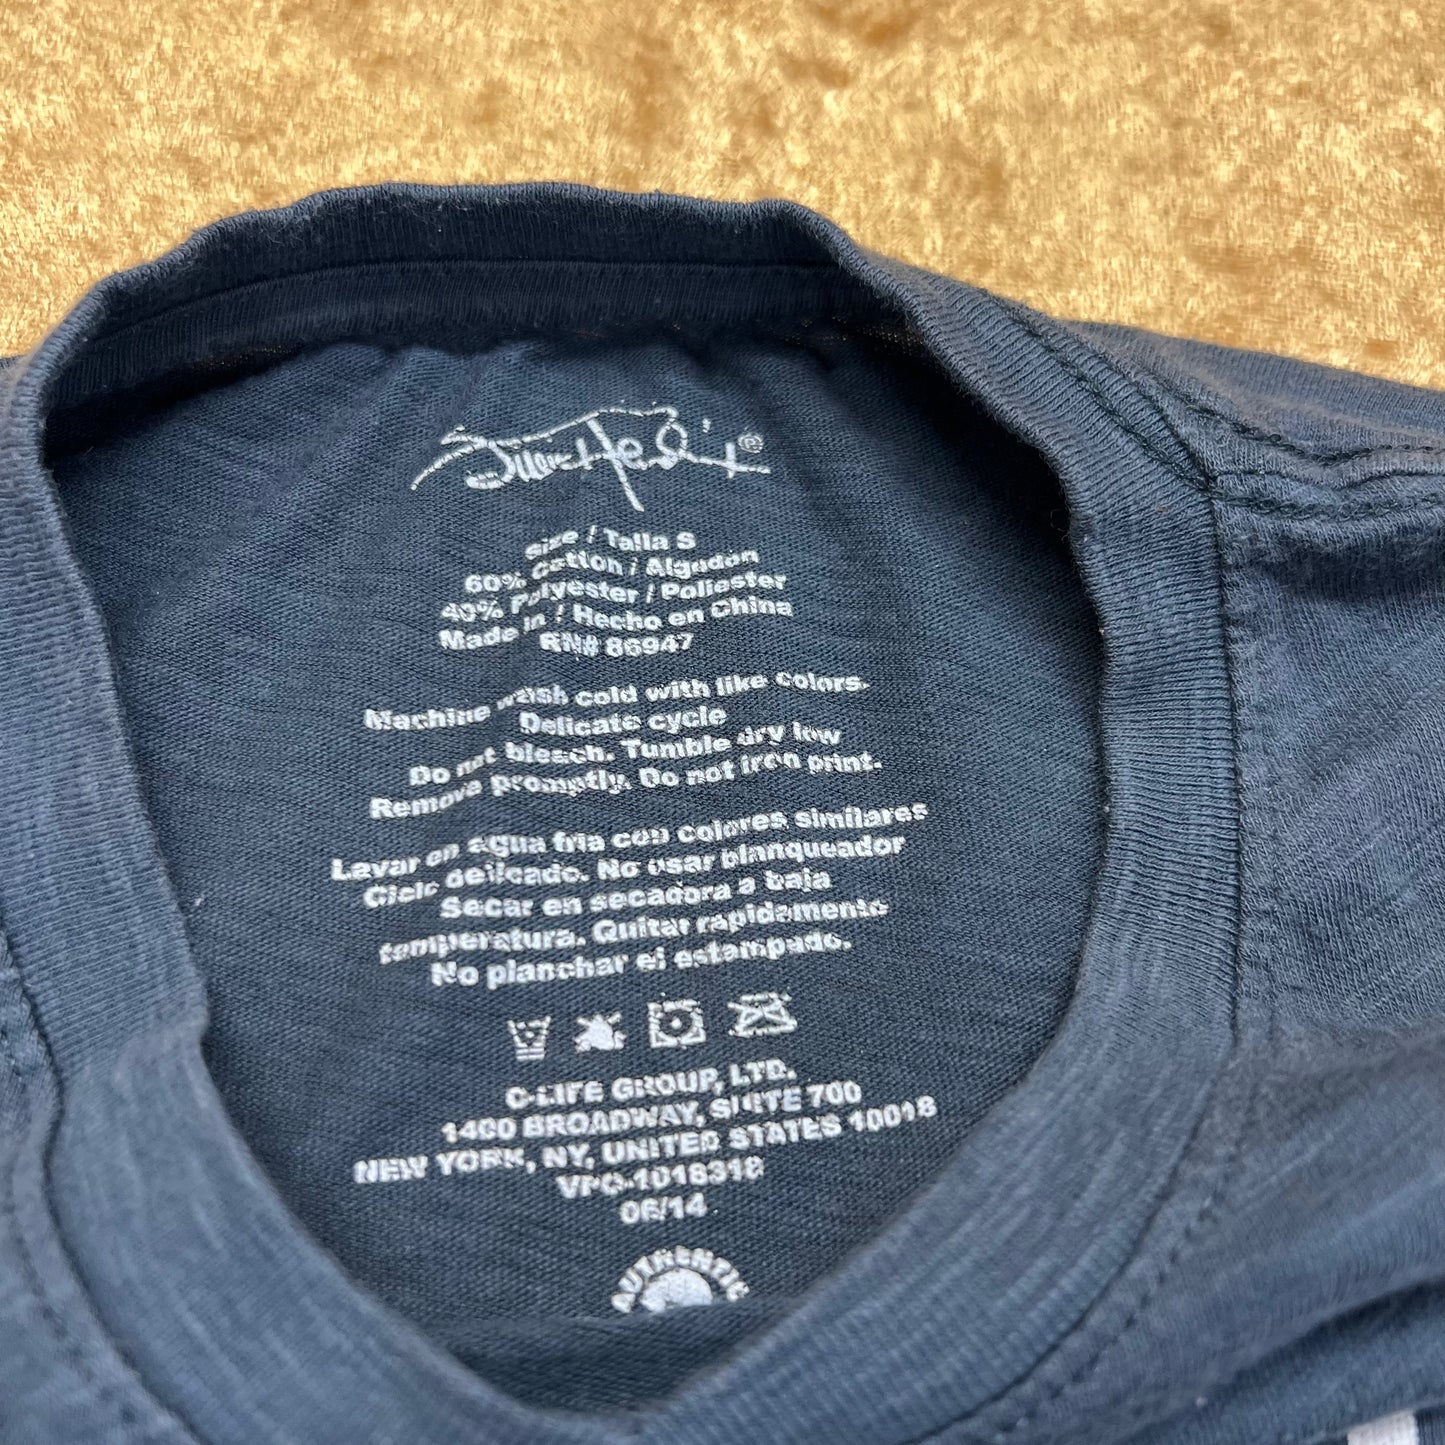 Jimi Hendrix®
Size / Talla S
60% Cotton / Algodon
40% Polyester / Poliester
Made in / Hecho en China
RN# 86947
Machine wash cold with like colors.
Delicate cycle
Do not bleach. Tumble dry low
Remove promptly. Do not iron print.
Lavar en agua fria con colores similares
Ciclo delicado. No usar blanqueador
Secar en secadora a baja
temperatura. Quitar rapidamente
No planchar el estampado.
C-LIFE GROUP, LTD.
1400 BROADWAY, SUITE 700
NEW YORK, NY, UNITED STATES 10018
VPO-1018318
06/14
AUTHENTIC